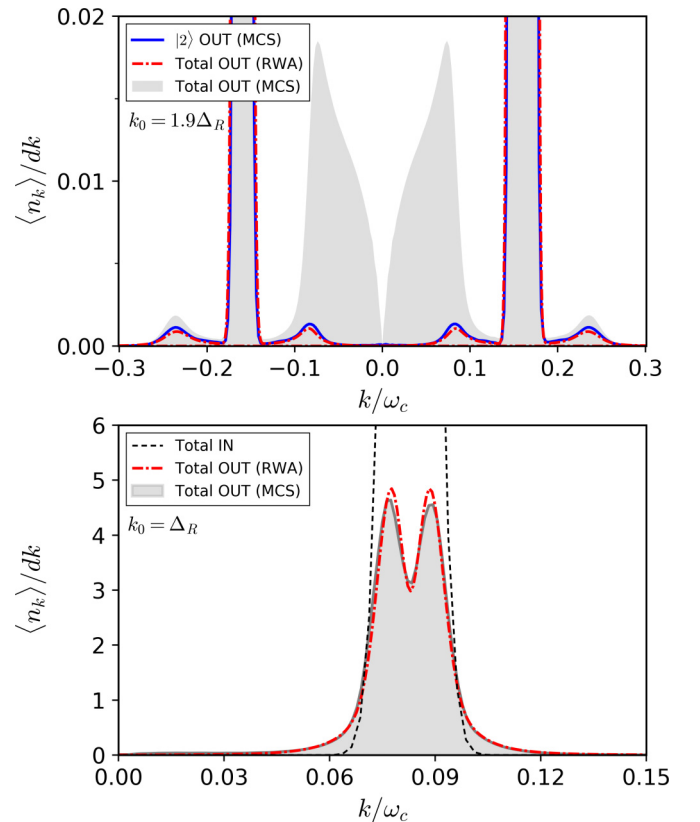 0.02
|2⟩ OUT (MCS)
Total OUT (RWA)
Total OUT (MCS)
k₀ = 1.9Δ_R
0.01
⟨n_k⟩/dk
0.00
−0.3 −0.2 −0.1 0.0 0.1 0.2 0.3
k/ω_c
6
Total IN
Total OUT (RWA)
Total OUT (MCS)
k₀ = Δ_R
5
4
⟨n_k⟩/dk
3
2
1
0
0.00 0.03 0.06 0.09 0.12 0.15
k/ω_c